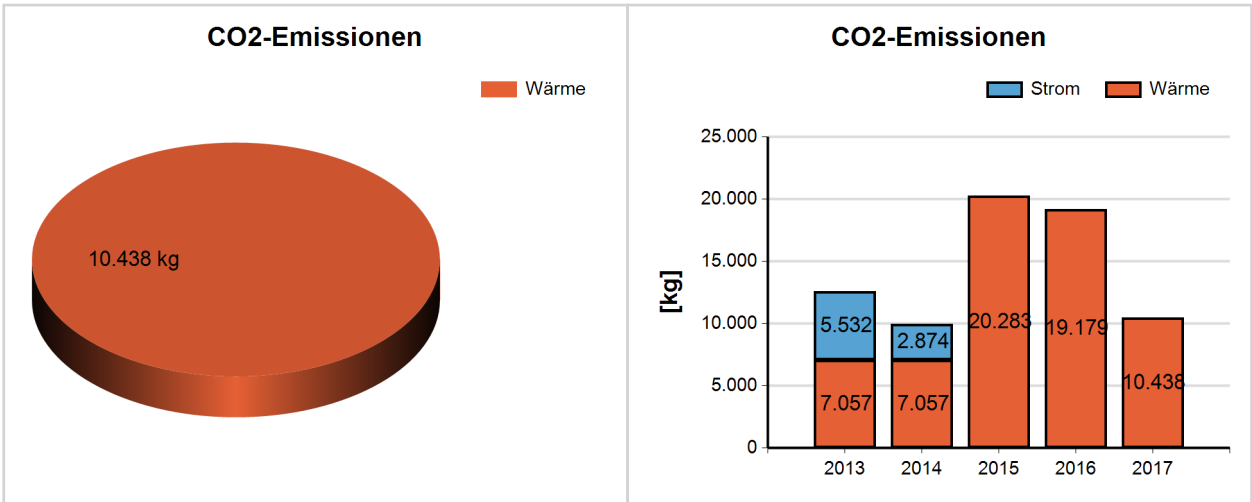 CO2-Emissionen
Wärme
10.438 kg
CO2-Emissionen
Strom Wärme
[kg]
25.000
20.000
15.000
10.000
5.000
0
5.532
7.057
2.874
7.057
20.283
19.179
10.438
2013 2014 2015 2016 2017